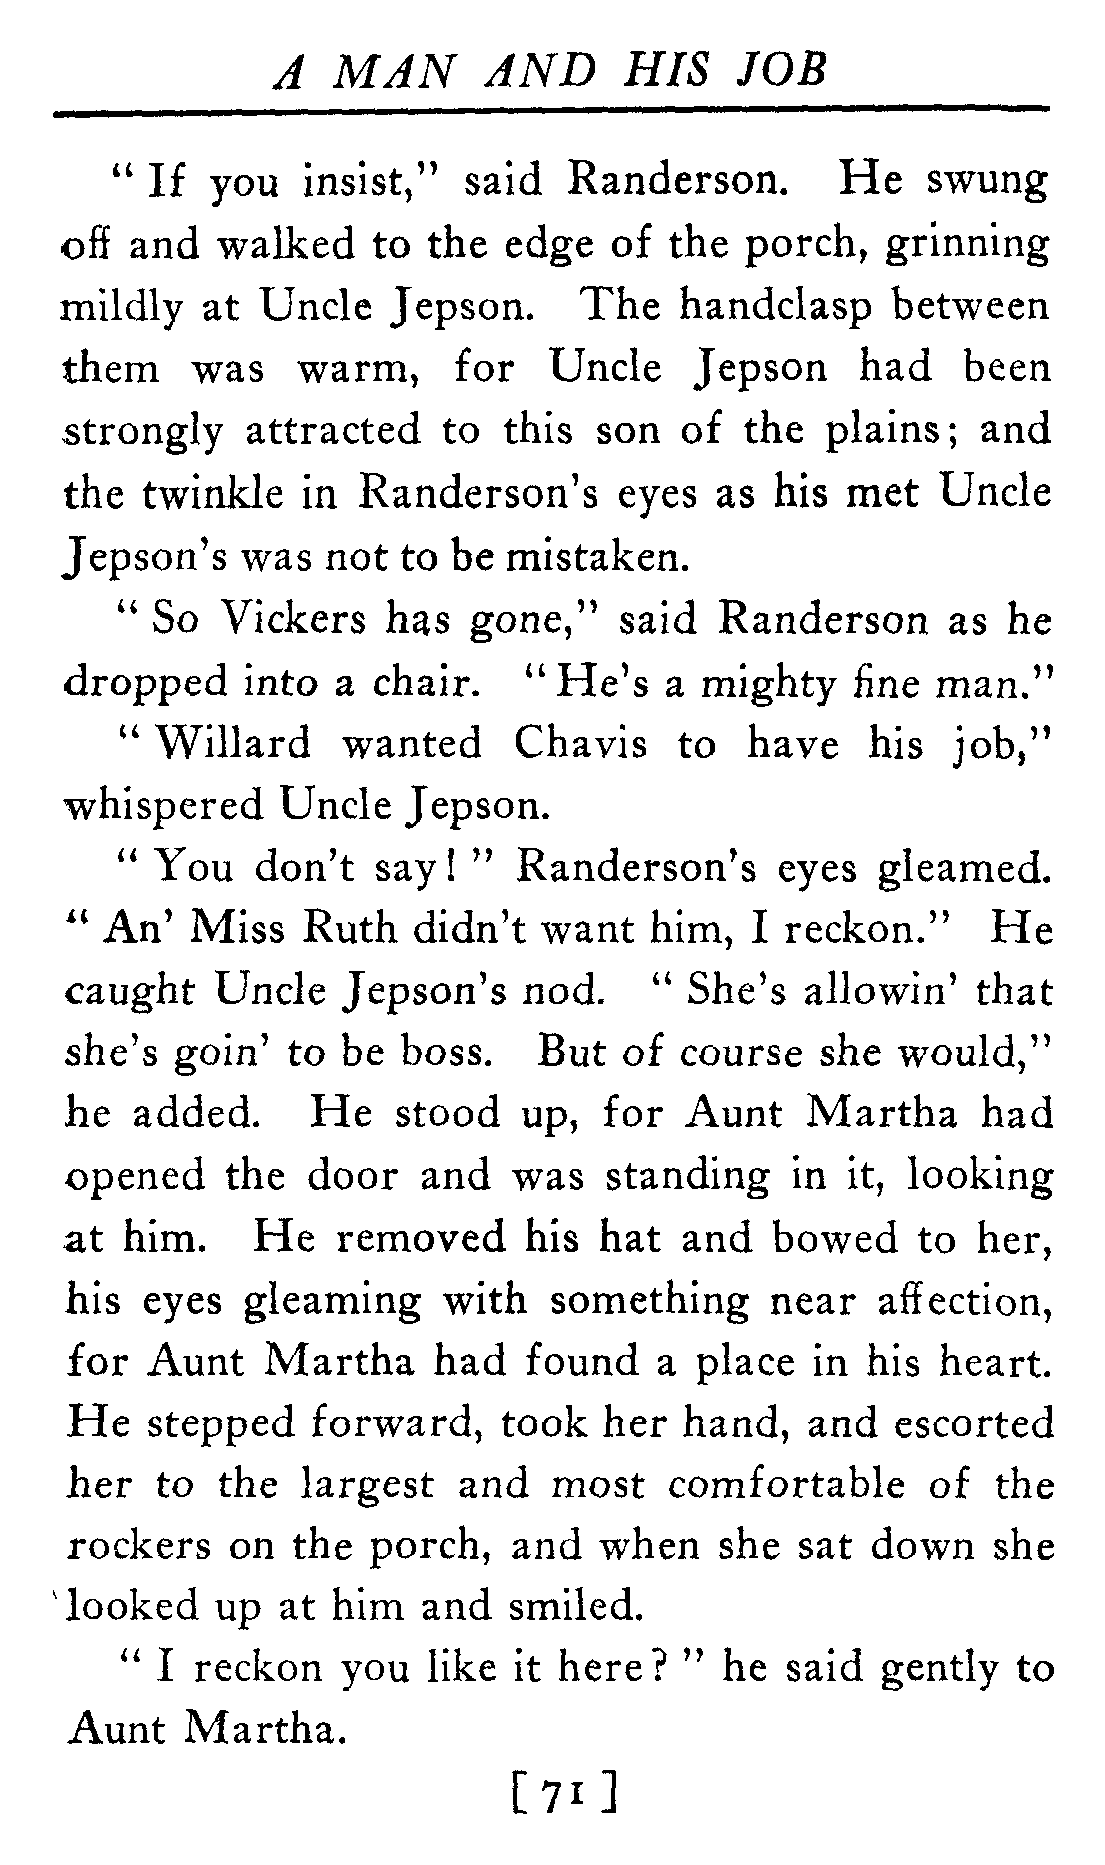 A MAN AND HIS JOB
“ If you insist,” said Randerson. He swung
off and walked to the edge of the porch, grinning
mildly at Uncle Jepson. The handclasp between
them was warm, for Uncle Jepson had been
strongly attracted to this son of the plains; and
the twinkle in Randerson’s eyes as his met Uncle
Jepson’s was not to be mistaken.
“ So Vickers has gone,” said Randerson as he
dropped into a chair. “ He’s a mighty fine man.”
“ Willard wanted Chavis to have his job,”
whispered Uncle Jepson.
“ You don’t say! ” Randerson’s eyes gleamed.
“ An’ Miss Ruth didn’t want him, I reckon.” He
caught Uncle Jepson’s nod. “ She’s allowin’ that
she’s goin’ to be boss. But of course she would,”
he added. He stood up, for Aunt Martha had
opened the door and was standing in it, looking
at him. He removed his hat and bowed to her,
his eyes gleaming with something near affection,
for Aunt Martha had found a place in his heart.
He stepped forward, took her hand, and escorted
her to the largest and most comfortable of the
rockers on the porch, and when she sat down she
looked up at him and smiled.
“ I reckon you like it here? ” he said gently to
Aunt Martha.
[ 71 ]